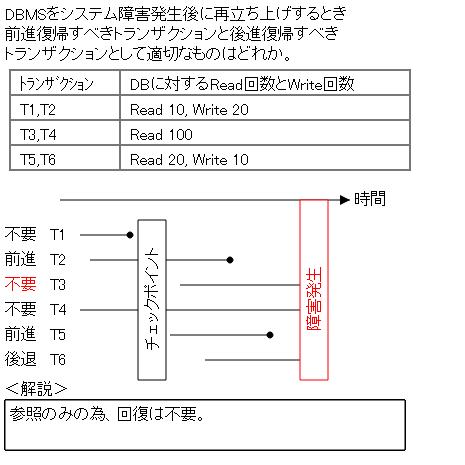 DBMSをシステム障害発生後に再立ち上げするとき
前進復帰すべきトランザクションと後進復帰すべき
トランザクションとして適切なものはどれか。
ﾄﾗﾝｻﾞｸｼｮﾝ DBに対するRead回数とWrite回数
T1,T2 Read 10, Write 20
T3,T4 Read 100
T5,T6 Read 20, Write 10
時間
不要 T1
前進 T2
不要 T3
不要 T4
前進 T5
後退 T6
チェックポイント
障害発生
＜解説＞
参照のみの為、回復は不要。